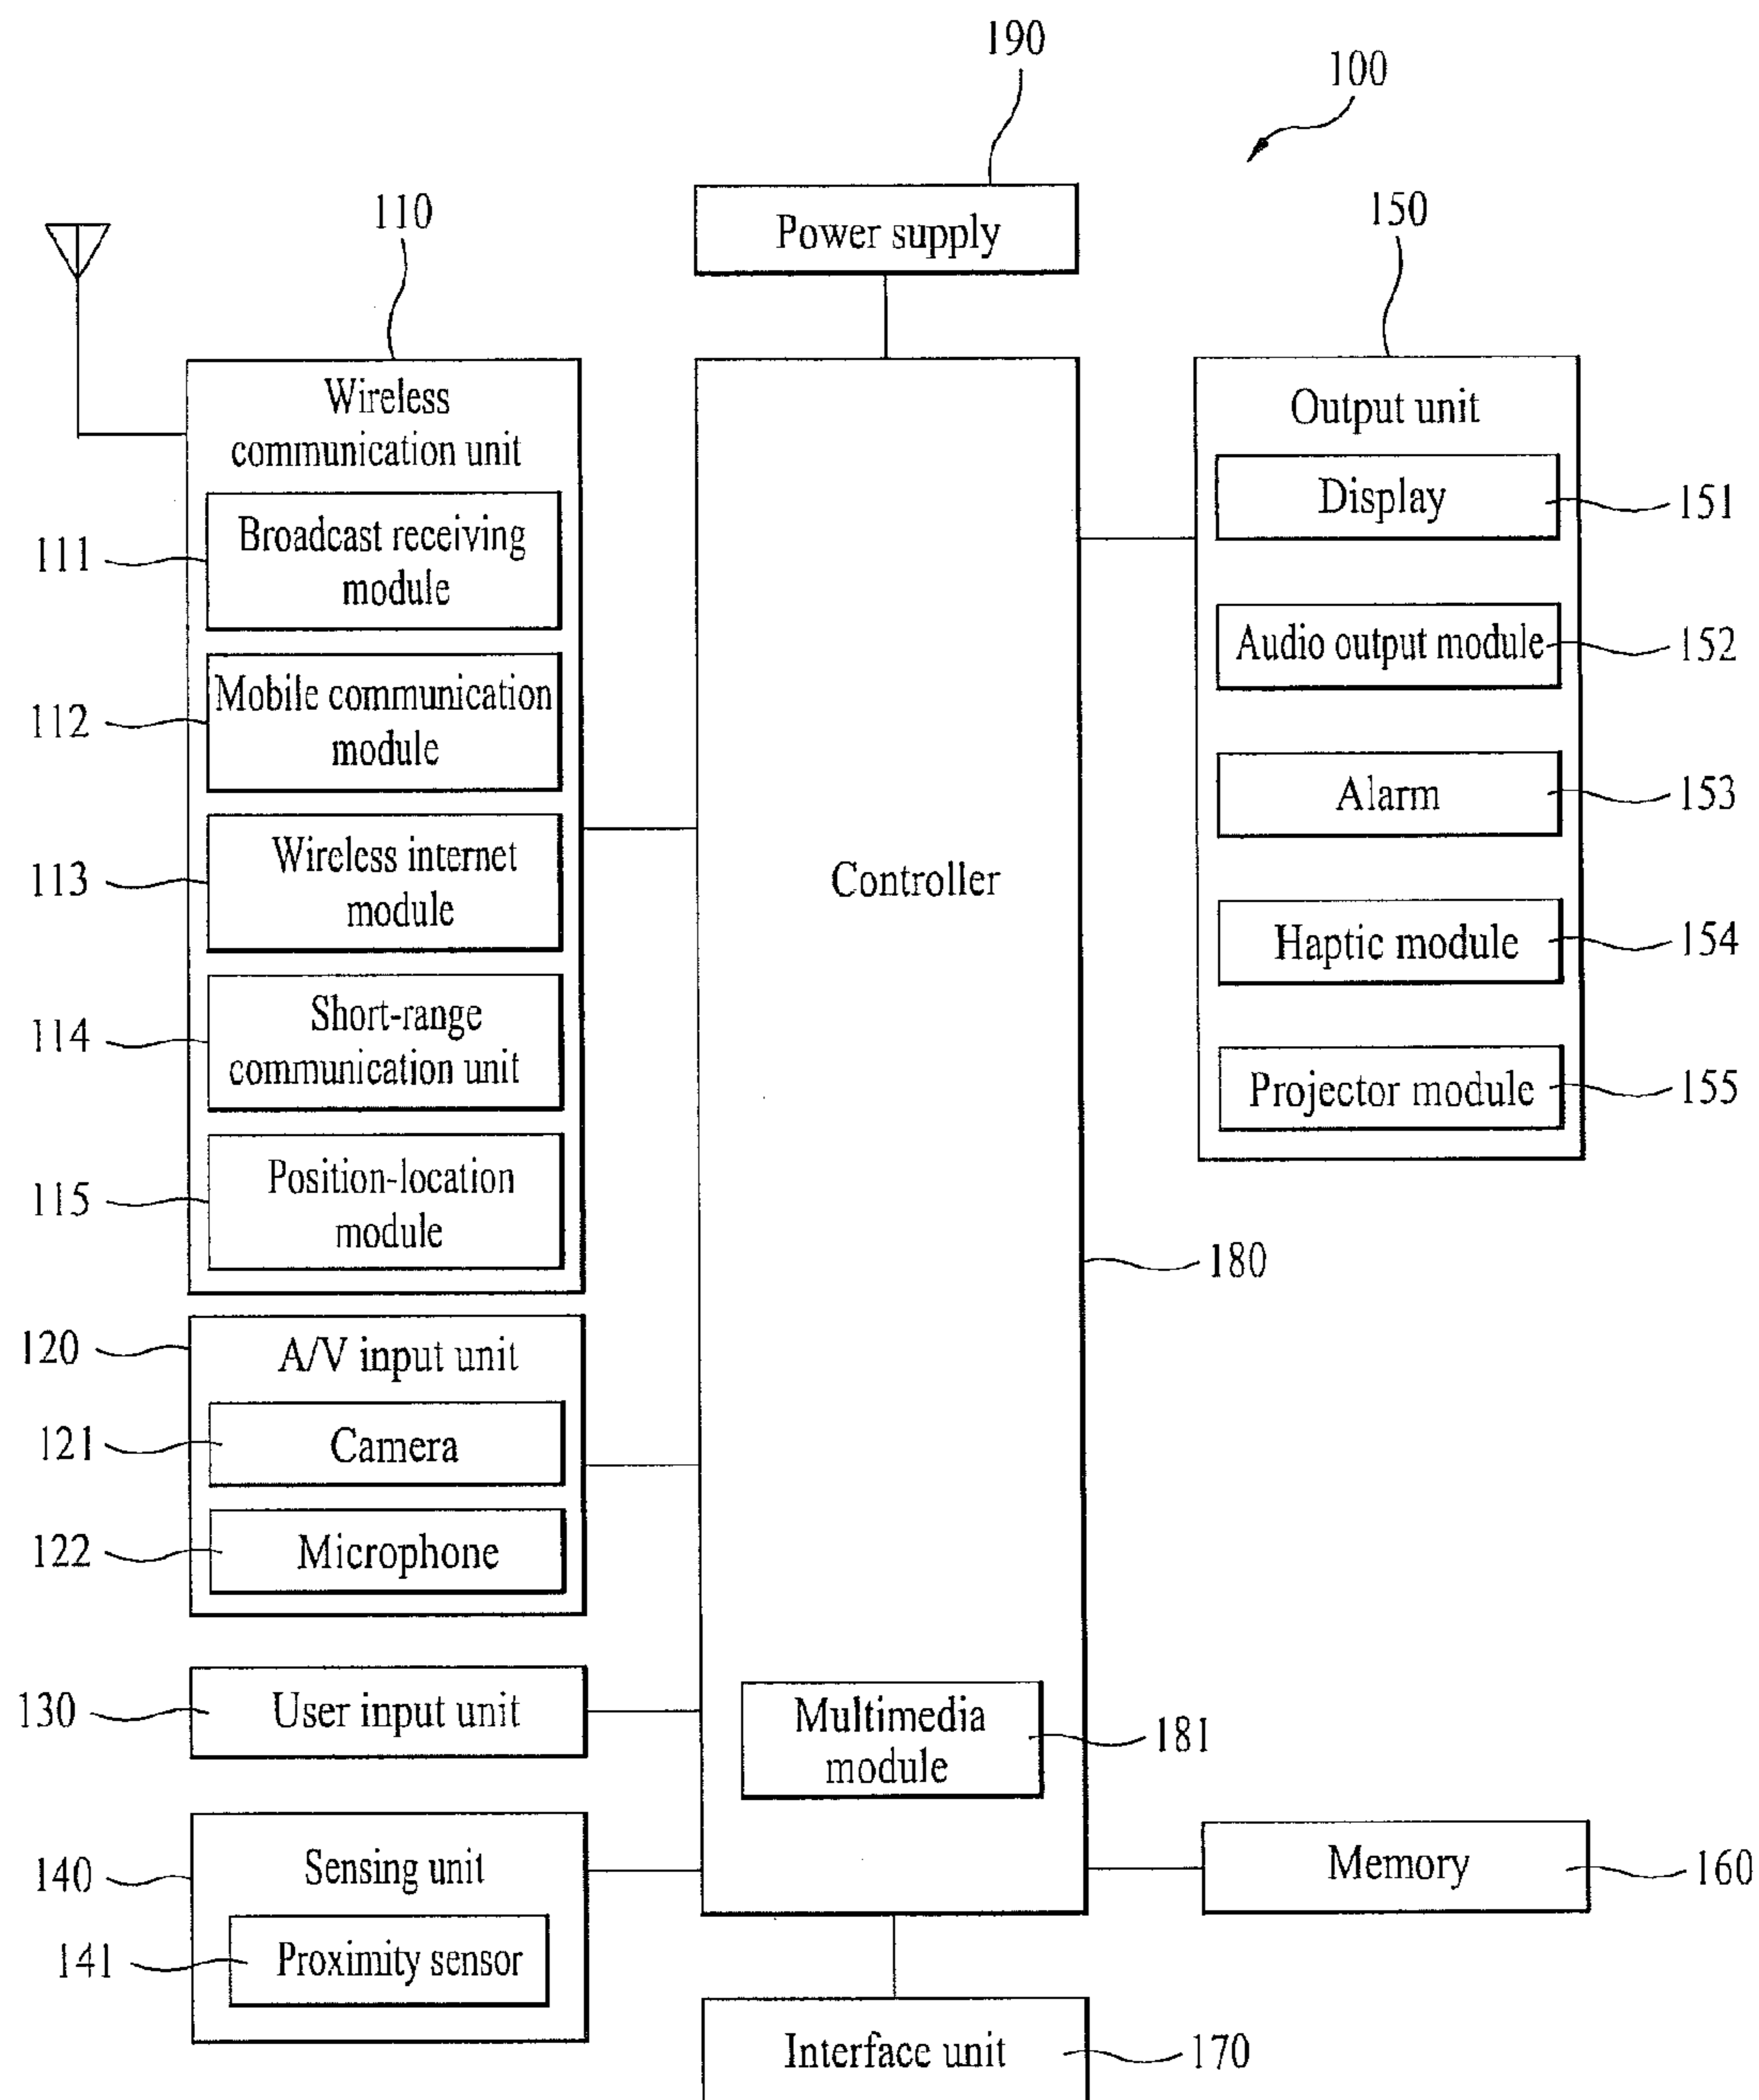 190
100
Power supply
110
150
Wireless
communication unit
111
Broadcast receiving
module
112
Mobile communication
module
113
Wireless internet
module
114
Short-range
communication unit
115
Position-location
module
120
A/V input unit
121
Camera
122
Microphone
130
User input unit
140
Sensing unit
141
Proximity sensor
Controller
180
Multimedia
module
181
Output unit
Display
151
Audio output module
152
Alarm
153
Haptic module
154
Projector module
155
Memory
160
Interface unit
170